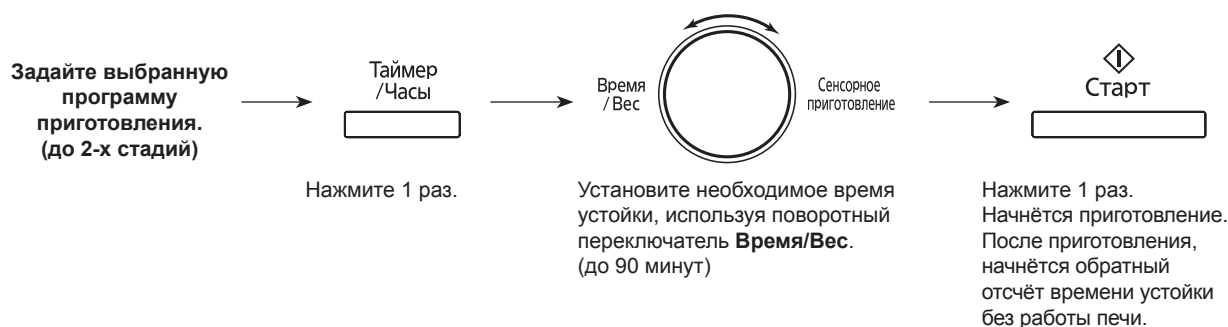 Задайте выбранную
программу
приготовления.
(до 2-х стадий)
Таймер
/Часы
Нажмите 1 раз.
Время
/ Вес
Сенсорное
приготовление
Установите необходимое время
устойки, используя поворотный
переключатель Время/Вес.
(до 90 минут)
Старт
Нажмите 1 раз.
Начнётся приготовление.
После приготовления,
начнётся обратный
отсчёт времени устойки
без работы печи.